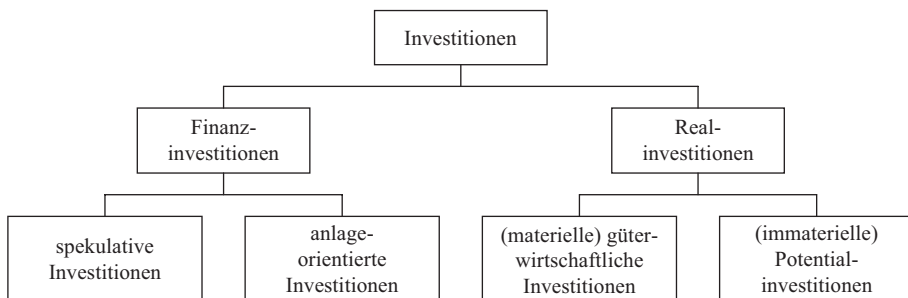 Investitionen
Finanz-
investitionen
Real-
investitionen
spekulative
Investitionen
anlage-
orientierte
Investitionen
(materielle) güter-
wirtschaftliche
Investitionen
(immaterielle)
Potential-
investitionen